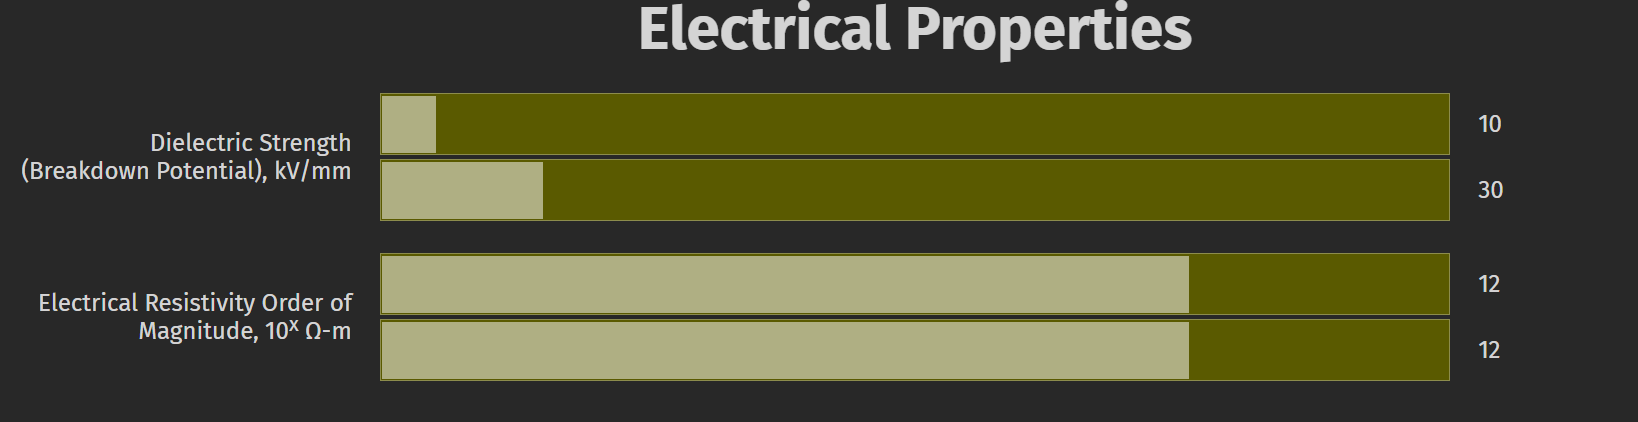 Electrical Properties
Dielectric Strength
(Breakdown Potential), kV/mm
10
30
Electrical Resistivity Order of
Magnitude, 10ˣ Ω-m
12
12